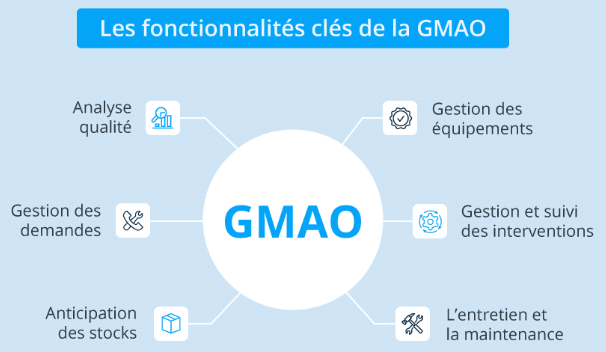 Les fonctionnalités clés de la GMAO
Analyse
qualité
Gestion des
équipements
Gestion des
demandes
GMAO
Gestion et suivi
des interventions
Anticipation
des stocks
L'entretien et
la maintenance